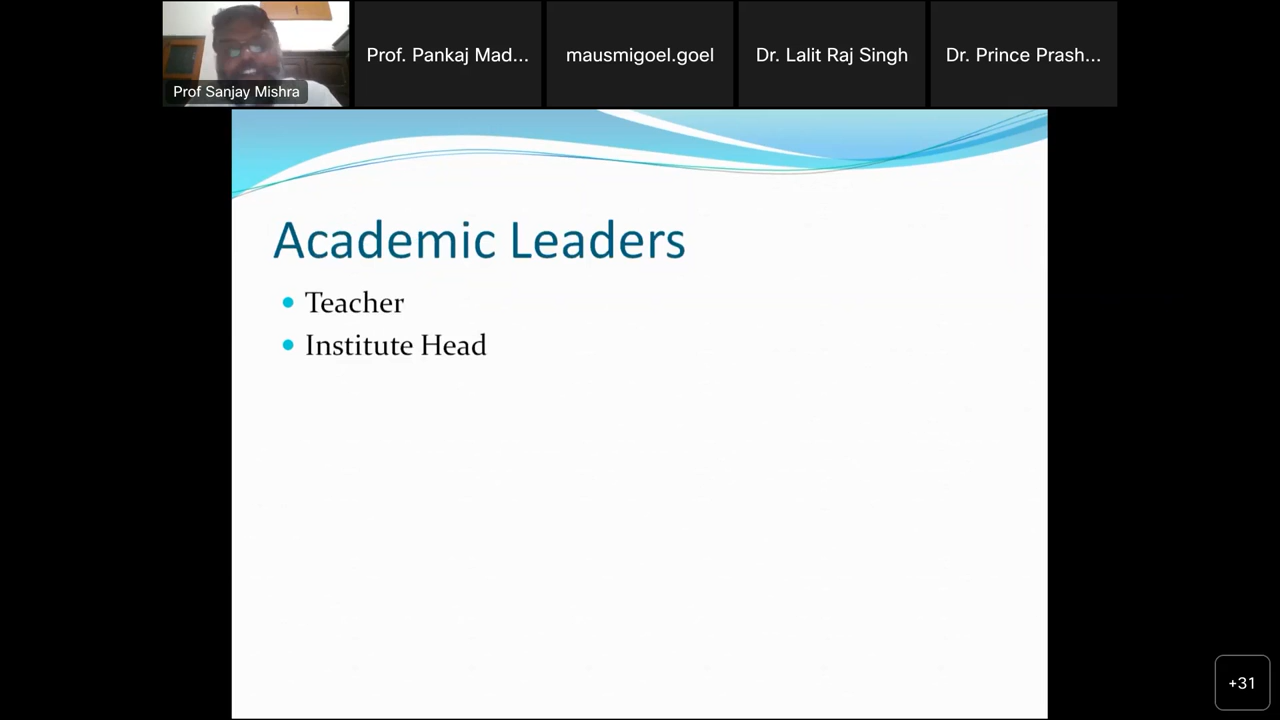 Prof Sanjay Mishra
Prof. Pankaj Mad...
mausmigoel.goel
Dr. Lalit Raj Singh
Dr. Prince Prash...
Academic Leaders
• Teacher
• Institute Head
+31